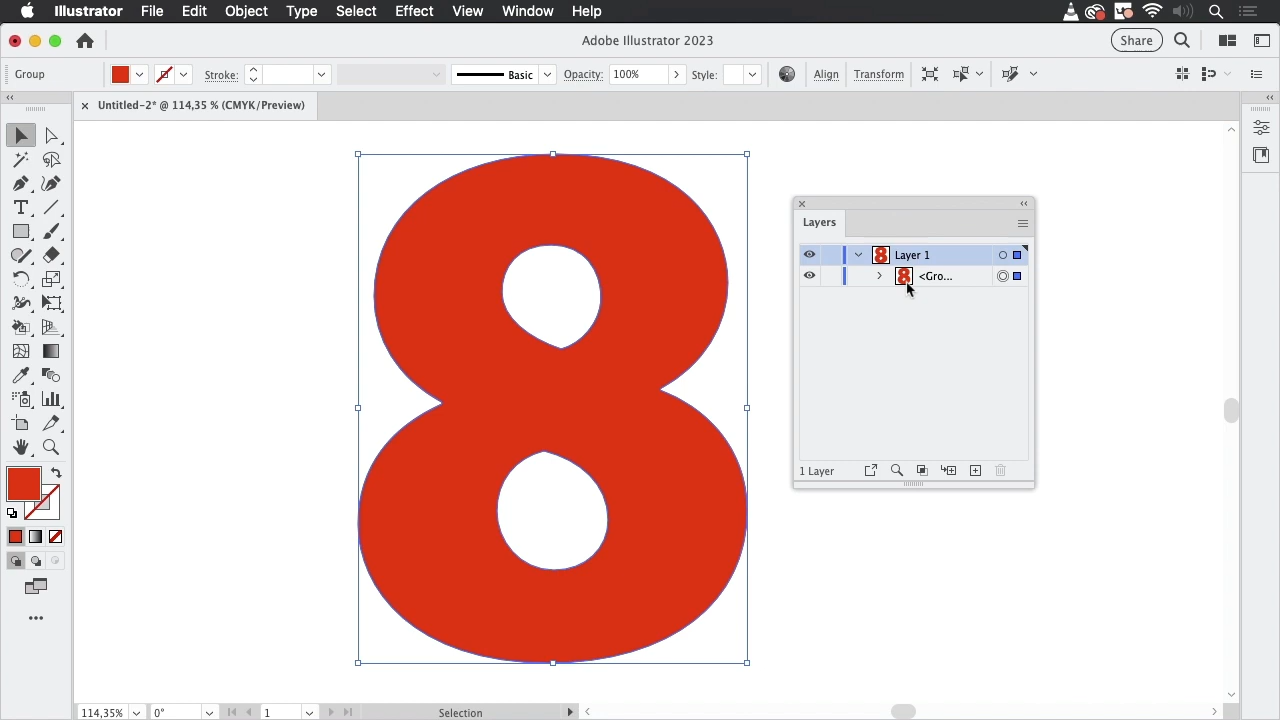 Illustrator File Edit Object Type Select Effect View Window Help
Adobe Illustrator 2023
Share
Group
Stroke:
Basic
Opacity: 100%
Style:
Align
Transform
Untitled-2* @ 114,35 % (CMYK/Preview)
8
Layers
Layer 1
<Gro...
1 Layer
114,35%
0°
1
Selection